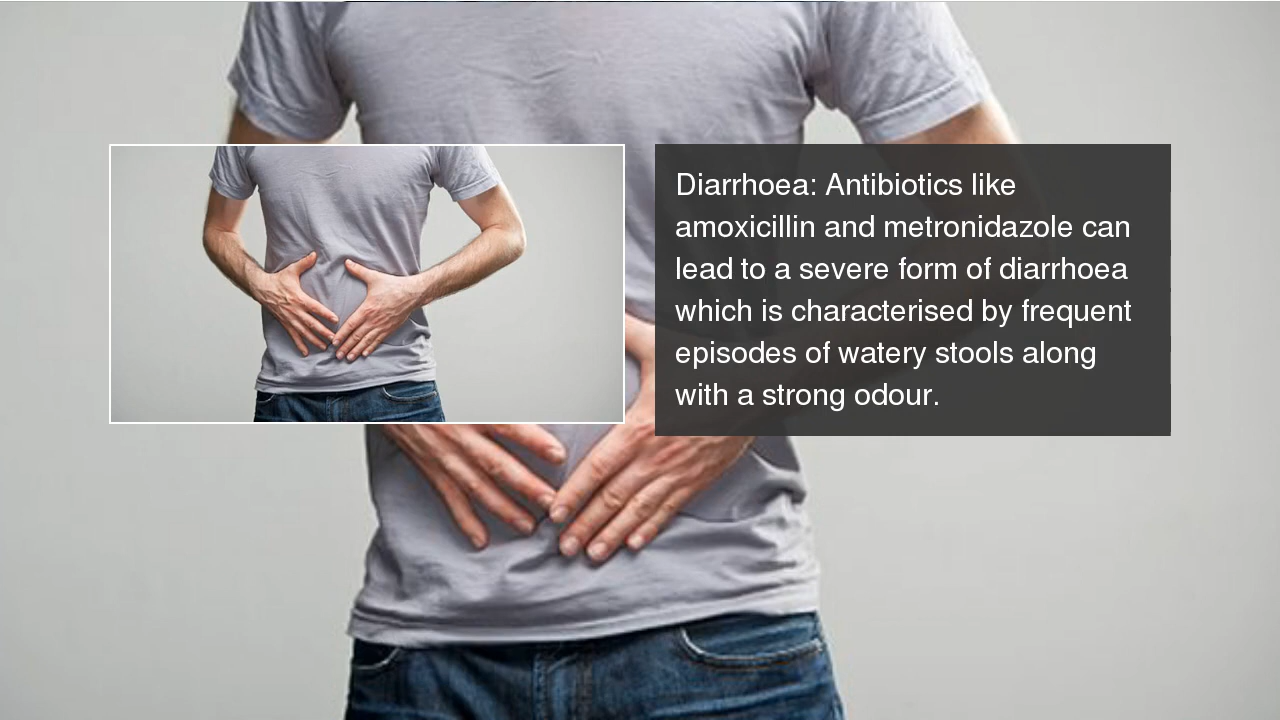 Diarrhoea: Antibiotics like
amoxicillin and metronidazole can
lead to a severe form of diarrhoea
which is characterised by frequent
episodes of watery stools along
with a strong odour.